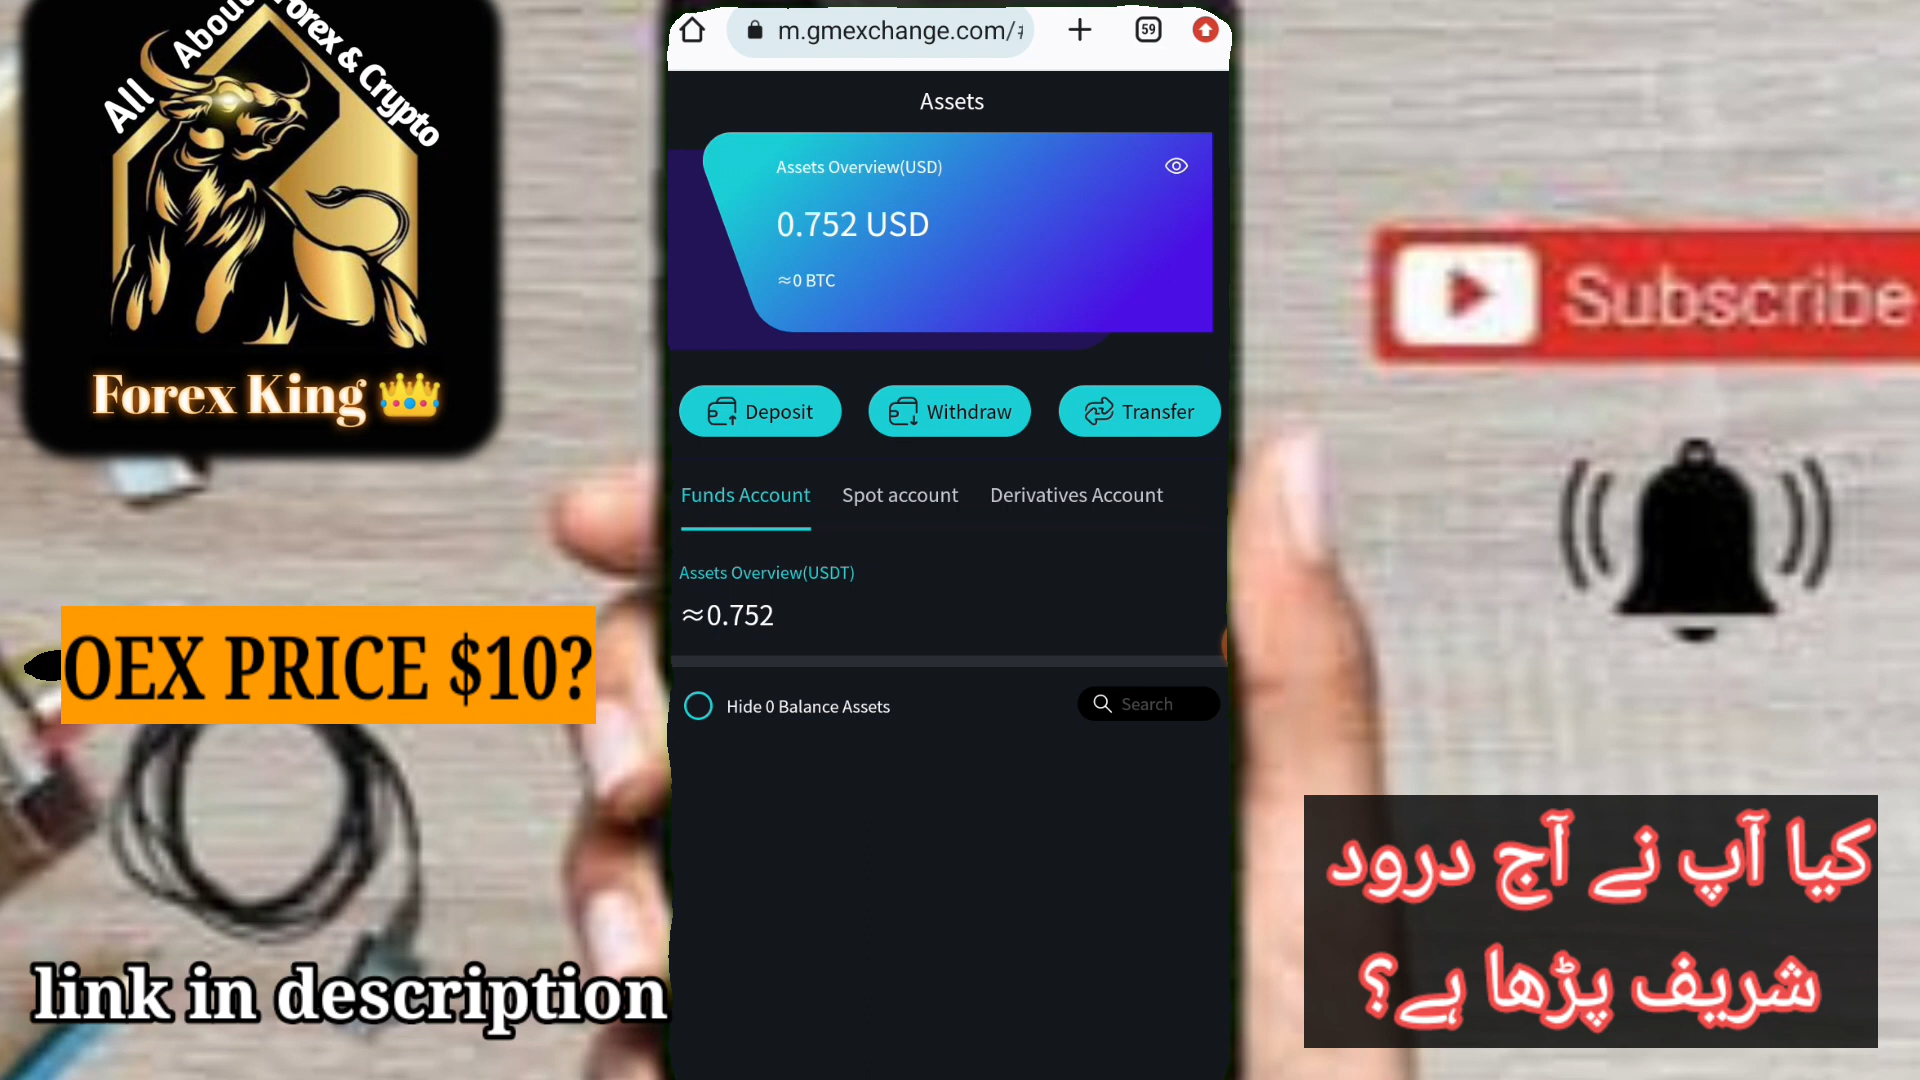 All About Forex & Crypto
Forex King
m.gmexchange.com/
59
Assets
Assets Overview(USD)
0.752 USD
≈0 BTC
Deposit
Withdraw
Transfer
Funds Account
Spot account
Derivatives Account
Assets Overview(USDT)
≈0.752
Hide 0 Balance Assets
Search
Subscribe
OEX PRICE $10?
link in description
کیا آپ نے آج درود
شریف پڑھا ہے؟